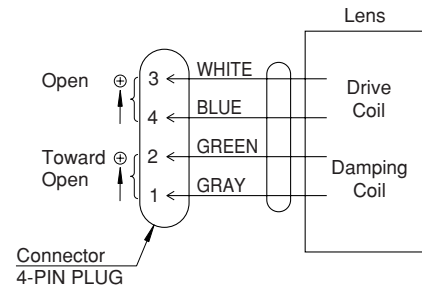 Lens
Open ⊕ 3 WHITE
Drive
Coil
4 BLUE
Toward
Open ⊕ 2 GREEN
Damping
Coil
1 GRAY
Connector
4-PIN PLUG